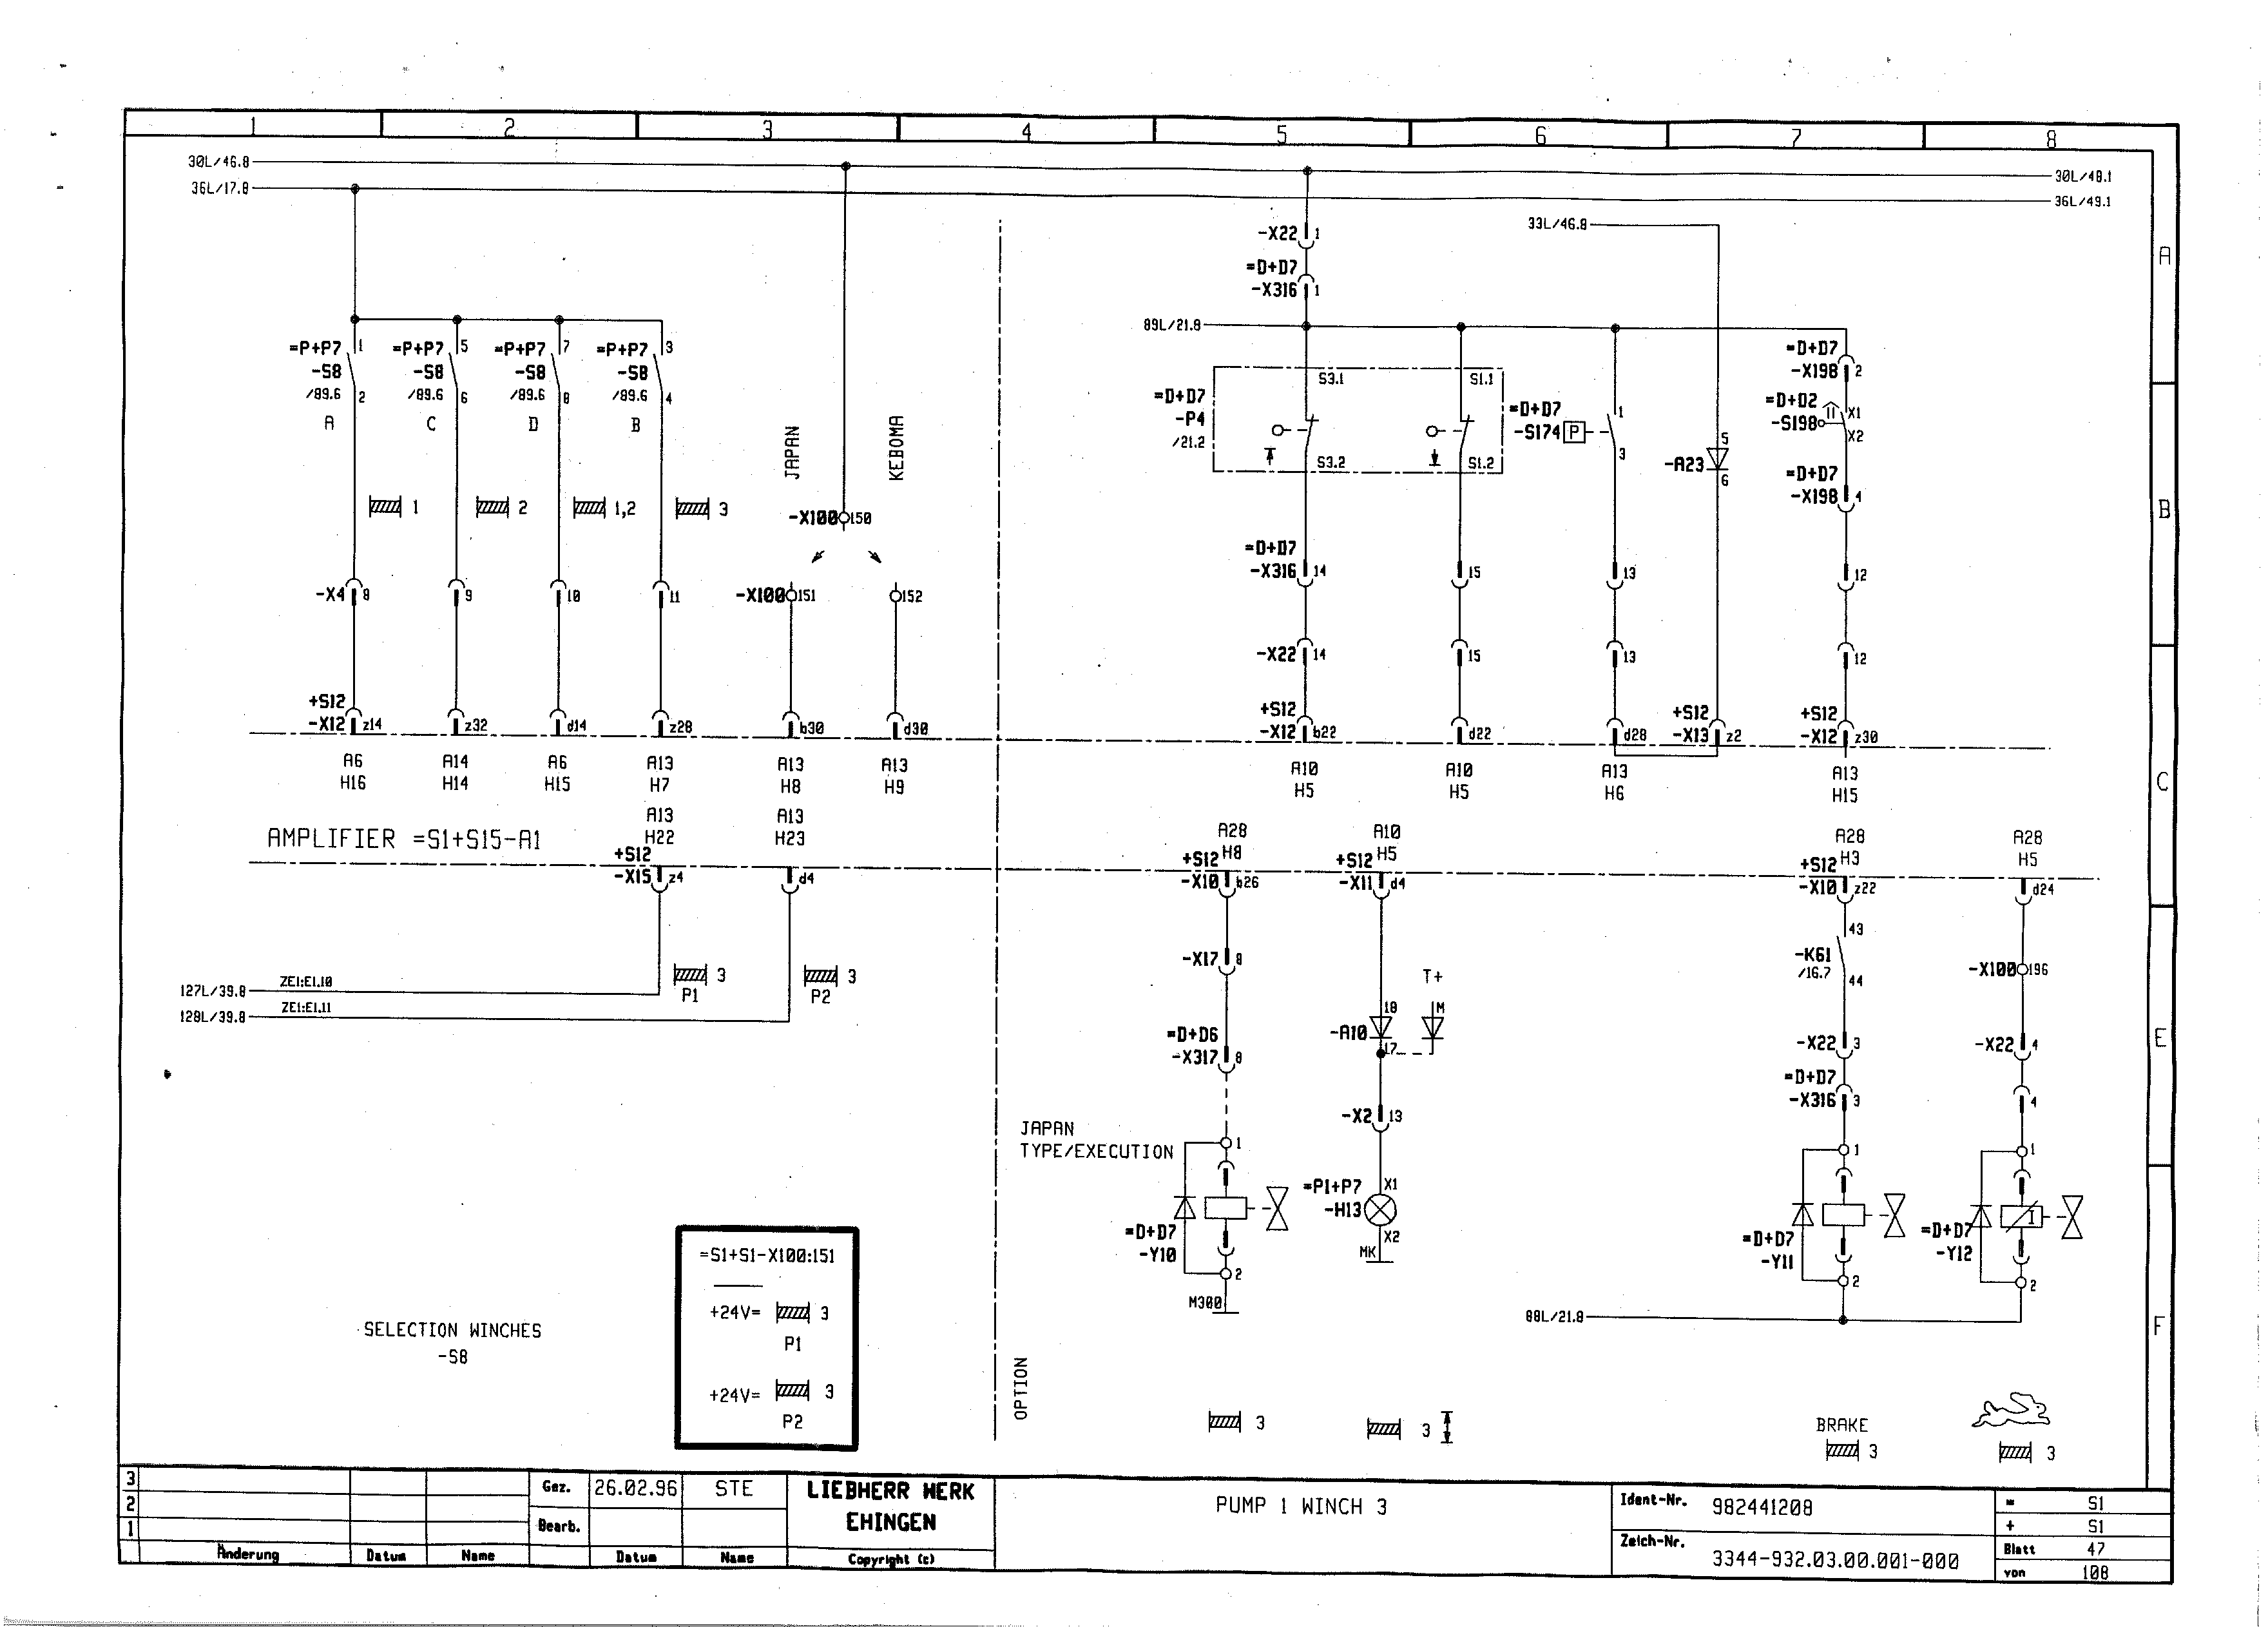 1 2 3 4 5 6 7 8
30L/46.8
30L/48.1
36L/17.8
36L/49.1
33L/46.8
A
-X22 1
=D+D7
-X316 1
89L/21.8
=P+P7 1
-S8
/89.6 2
A
=P+P7 5
-S8
/89.6 6
C
=P+P7 7
-S8
/89.6 8
D
=P+P7 3
-S8
/89.6 4
B
JAPAN
KEBOMA
=D+D7
-P4
/21.2
S3.1
S3.2
S1.1
S1.2
=D+D7
-S174 P
1
3
-A23
5
6
=D+D7
-X198 2
=D+D2
-S198
X1
X2
=D+D7
-X198 4
B
1
2
1,2
3
-X100 150
-X100 151
152
-X4 8
9
10
11
=D+D7
-X316 14
15
13
12
-X22 14
15
13
12
+S12
-X12 z14
z32
d14
z28
b30
d30
+S12
-X12 b22
d22
d28
+S12
-X13 z2
+S12
-X12 z30
A6
H16
A14
H14
A6
H15
A13
H7
A13
H8
A13
H9
A10
H5
A10
H5
A13
H6
A13
H15
C
AMPLIFIER =S1+S15-A1
A13
H22
A13
H23
+S12
-X15 z4
d4
A28
H8
+S12
-X10 b26
A10
H5
+S12
-X11 d4
A28
H3
+S12
-X10 z22
A28
H5
d24
127L/39.8 ZE1:E1.10
128L/39.8 ZE1:E1.11
3
P1
3
P2
-X17 8
=D+D6
-X317 8
T+
M
-A10
18
17
-X2 13
-K61
/16.7
43
44
-X100 196
-X22 3
=D+D7
-X316 3
-X22 4
4
E
JAPAN
TYPE/EXECUTION
1
=D+D7
-Y10
2
M300
=P1+P7
-H13
X1
X2
MK
1
=D+D7
-Y11
2
1
I
=D+D7
-Y12
2
88L/21.8
F
=S1+S1-X100:151
+24V= 3
P1
+24V= 3
P2
SELECTION WINCHES
-S8
OPTION
3
3
BRAKE
3
3
3
2
1
Änderung Datum Name
Gez. 26.02.96 STE
Bearb.
Datum Name
LIEBHERR WERK
EHINGEN
Copyright (c)
PUMP 1 WINCH 3
Ident-Nr. 982441208
Zeich-Nr. 3344-932.03.00.001-000
= S1
+ S1
Blatt 47
von 108